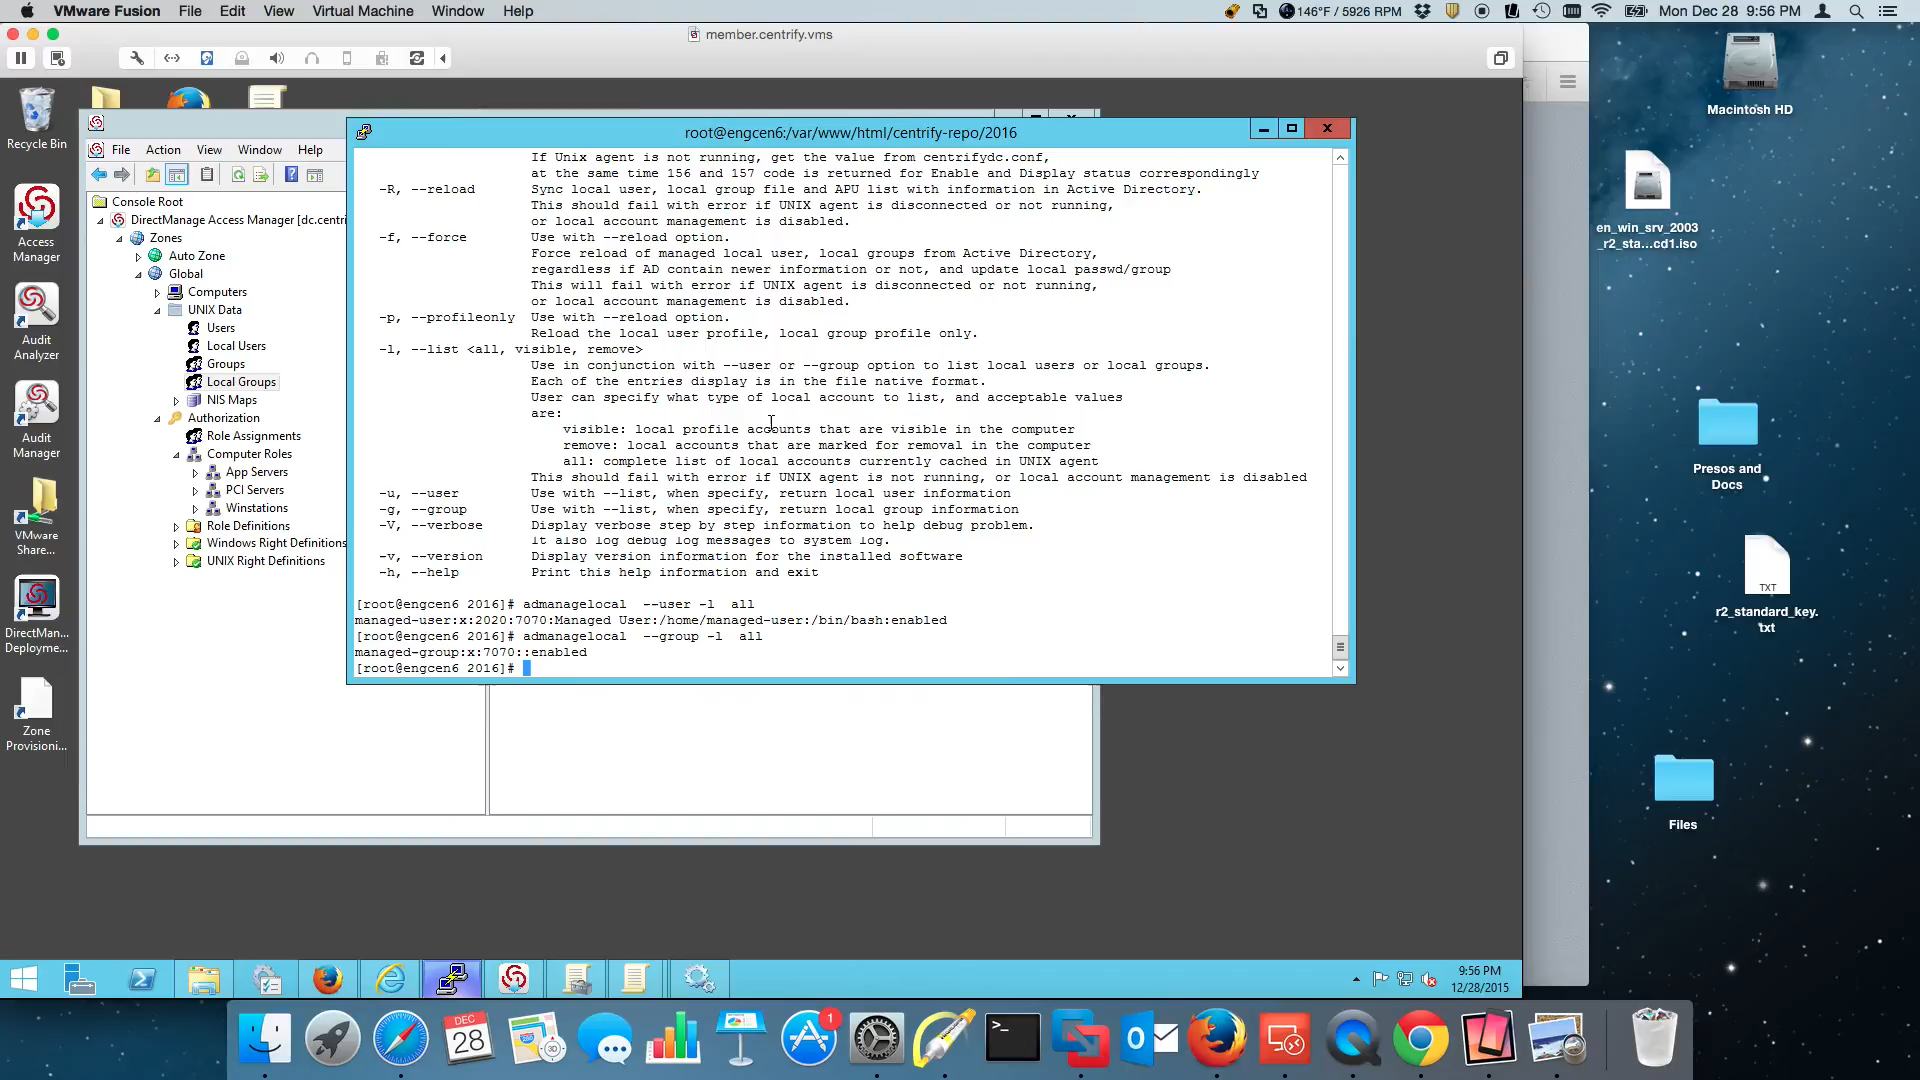 VMware Fusion File Edit View Virtual Machine Window Help
146°F / 5926 RPM
Mon Dec 28 9:56 PM
member.centrify.vms
Recycle Bin
Access
Manager
Audit
Analyzer
Audit
Manager
VMware
Share...
DirectMan...
Deployme...
Zone
Provisioni...
File Action View Window Help
Console Root
DirectManage Access Manager [dc.centri
Zones
Auto Zone
Global
Computers
UNIX Data
Users
Local Users
Groups
Local Groups
NIS Maps
Authorization
Role Assignments
Computer Roles
App Servers
PCI Servers
Winstations
Role Definitions
Windows Right Definitions
UNIX Right Definitions
root@engcen6:/var/www/html/centrify-repo/2016
If Unix agent is not running, get the value from centrifydc.conf,
at the same time 156 and 157 code is returned for Enable and Display status correspondingly
-R, --reload Sync local user, local group file and APU list with information in Active Directory.
This should fail with error if UNIX agent is disconnected or not running,
or local account management is disabled.
-f, --force Use with --reload option.
Force reload of managed local user, local groups from Active Directory,
regardless if AD contain newer information or not, and update local passwd/group
This will fail with error if UNIX agent is disconnected or not running,
or local account management is disabled.
-p, --profileonly Use with --reload option.
Reload the local user profile, local group profile only.
-l, --list <all, visible, remove>
Use in conjunction with --user or --group option to list local users or local groups.
Each of the entries display is in the file native format.
User can specify what type of local account to list, and acceptable values
are:
visible: local profile accounts that are visible in the computer
remove: local accounts that are marked for removal in the computer
all: complete list of local accounts currently cached in UNIX agent
This should fail with error if UNIX agent is not running, or local account management is disabled
-u, --user Use with --list, when specify, return local user information
-g, --group Use with --list, when specify, return local group information
-V, --verbose Display verbose step by step information to help debug problem.
It also log debug log messages to system log.
-v, --version Display version information for the installed software
-h, --help Print this help information and exit
[root@engcen6 2016]# admanagelocal --user -l all
managed-user:x:2020:7070:Managed User:/home/managed-user:/bin/bash:enabled
[root@engcen6 2016]# admanagelocal --group -l all
managed-group:x:7070::enabled
[root@engcen6 2016]#
Macintosh HD
en_win_srv_2003
_r2_sta...cd1.iso
Presos and
Docs
TXT
r2_standard_key.
txt
Files
9:56 PM
12/28/2015
DEC
28
3D
1
>_